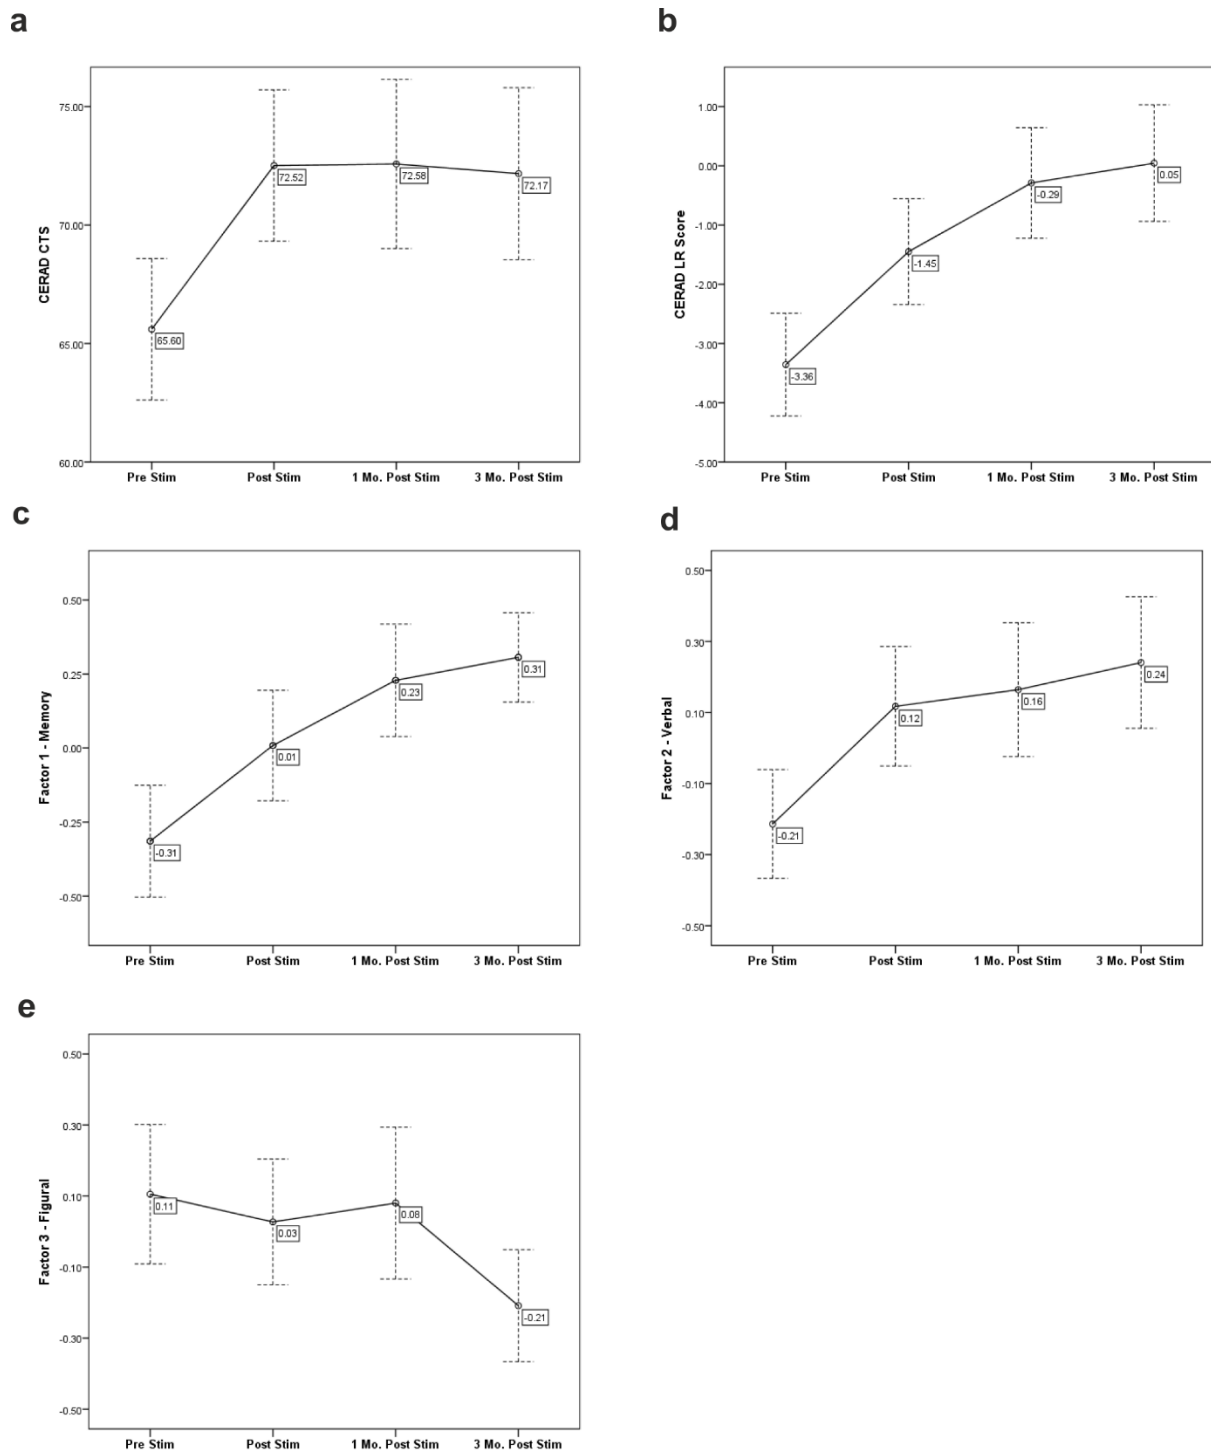 a
CERAD CTS
75.00
70.00
65.00
60.00
65.60
72.52
72.58
72.17
Pre Stim
Post Stim
1 Mo. Post Stim
3 Mo. Post Stim
b
CERAD LR Score
1.00
0.00
-1.00
-2.00
-3.00
-4.00
-5.00
-3.36
-1.45
-0.29
0.05
Pre Stim
Post Stim
1 Mo. Post Stim
3 Mo. Post Stim
c
Factor 1 - Memory
0.50
0.25
0.00
-0.25
-0.50
-0.31
0.01
0.23
0.31
Pre Stim
Post Stim
1 Mo. Post Stim
3 Mo. Post Stim
d
Factor 2 - Verbal
0.50
0.30
0.10
-0.10
-0.30
-0.50
-0.21
0.12
0.16
0.24
Pre Stim
Post Stim
1 Mo. Post Stim
3 Mo. Post Stim
e
Factor 3 - Figural
0.50
0.30
0.10
-0.10
-0.30
-0.50
0.11
0.03
0.08
-0.21
Pre Stim
Post Stim
1 Mo. Post Stim
3 Mo. Post Stim